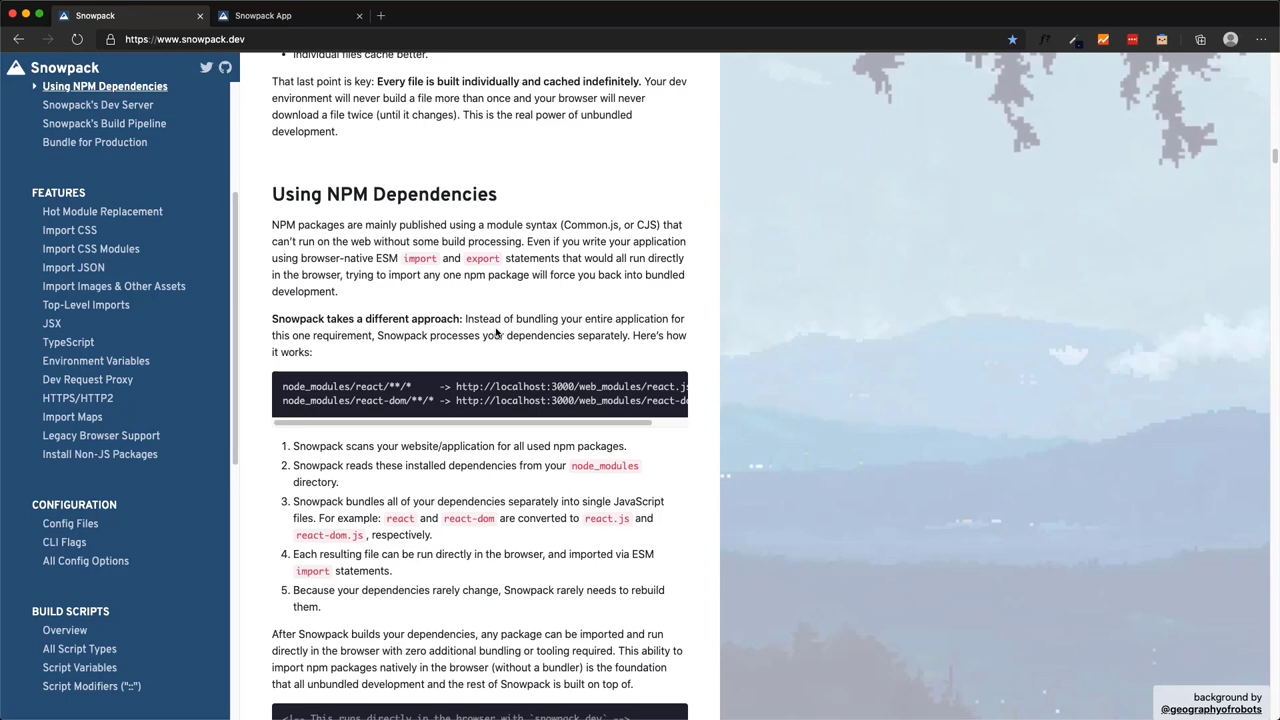 Snowpack
Snowpack App
https://www.snowpack.dev
Snowpack
Using NPM Dependencies
Snowpack's Dev Server
Snowpack's Build Pipeline
Bundle for Production
FEATURES
Hot Module Replacement
Import CSS
Import CSS Modules
Import JSON
Import Images & Other Assets
Top-Level Imports
JSX
TypeScript
Environment Variables
Dev Request Proxy
HTTPS/HTTP2
Import Maps
Legacy Browser Support
Install Non-JS Packages
CONFIGURATION
Config Files
CLI Flags
All Config Options
BUILD SCRIPTS
Overview
All Script Types
Script Variables
Script Modifiers ("::")
Individual files cache better.
That last point is key: Every file is built individually and cached indefinitely. Your dev
environment will never build a file more than once and your browser will never
download a file twice (until it changes). This is the real power of unbundled
development.
Using NPM Dependencies
NPM packages are mainly published using a module syntax (Common.js, or CJS) that
can't run on the web without some build processing. Even if you write your application
using browser-native ESM import and export statements that would all run directly
in the browser, trying to import any one npm package will force you back into bundled
development.
Snowpack takes a different approach: Instead of bundling your entire application for
this one requirement, Snowpack processes your dependencies separately. Here's how
it works:
node_modules/react/**/* -> http://localhost:3000/web_modules/react.js
node_modules/react-dom/**/* -> http://localhost:3000/web_modules/react-d
1. Snowpack scans your website/application for all used npm packages.
2. Snowpack reads these installed dependencies from your node_modules
directory.
3. Snowpack bundles all of your dependencies separately into single JavaScript
files. For example: react and react-dom are converted to react.js and
react-dom.js, respectively.
4. Each resulting file can be run directly in the browser, and imported via ESM
import statements.
5. Because your dependencies rarely change, Snowpack rarely needs to rebuild
them.
After Snowpack builds your dependencies, any package can be imported and run
directly in the browser with zero additional bundling or tooling required. This ability to
import npm packages natively in the browser (without a bundler) is the foundation
that all unbundled development and the rest of Snowpack is built on top of.
<!-- This runs directly in the browser with `snowpack dev` -->
background by
@geographyofrobots